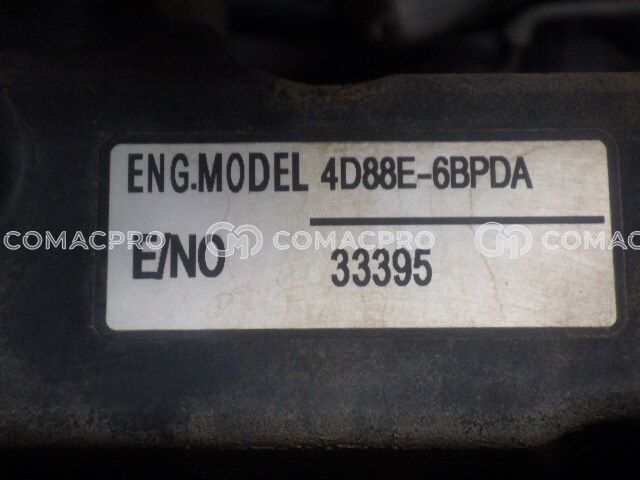 ENG.MODEL 4D88E-6BPDA
COMACPRO COMACPRO COMACPRO
E/NO 33395